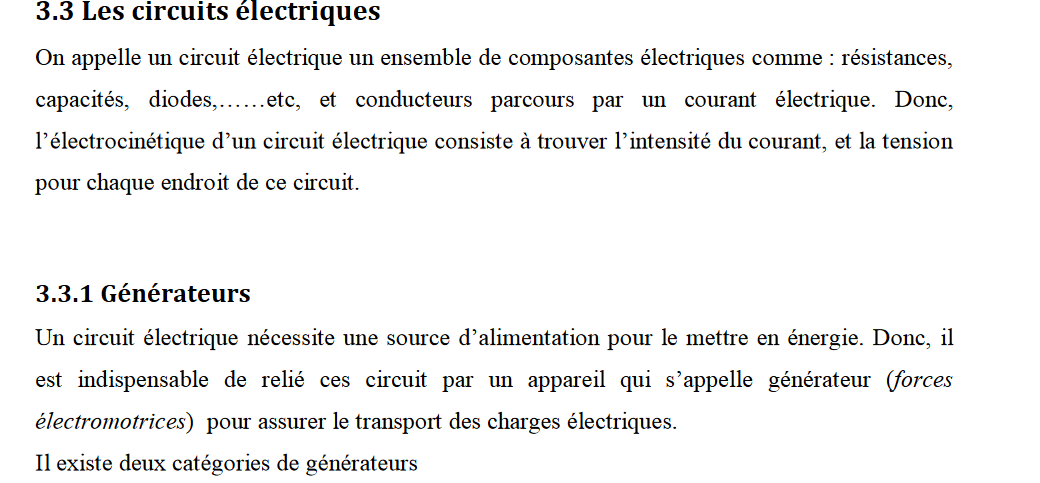 3.3 Les circuits électriques
On appelle un circuit électrique un ensemble de composantes électriques comme : résistances,
capacités, diodes,……etc, et conducteurs parcours par un courant électrique. Donc,
l’électrocinétique d’un circuit électrique consiste à trouver l’intensité du courant, et la tension
pour chaque endroit de ce circuit.
3.3.1 Générateurs
Un circuit électrique nécessite une source d’alimentation pour le mettre en énergie. Donc, il
est indispensable de relié ces circuit par un appareil qui s’appelle générateur (forces
électromotrices) pour assurer le transport des charges électriques.
Il existe deux catégories de générateurs